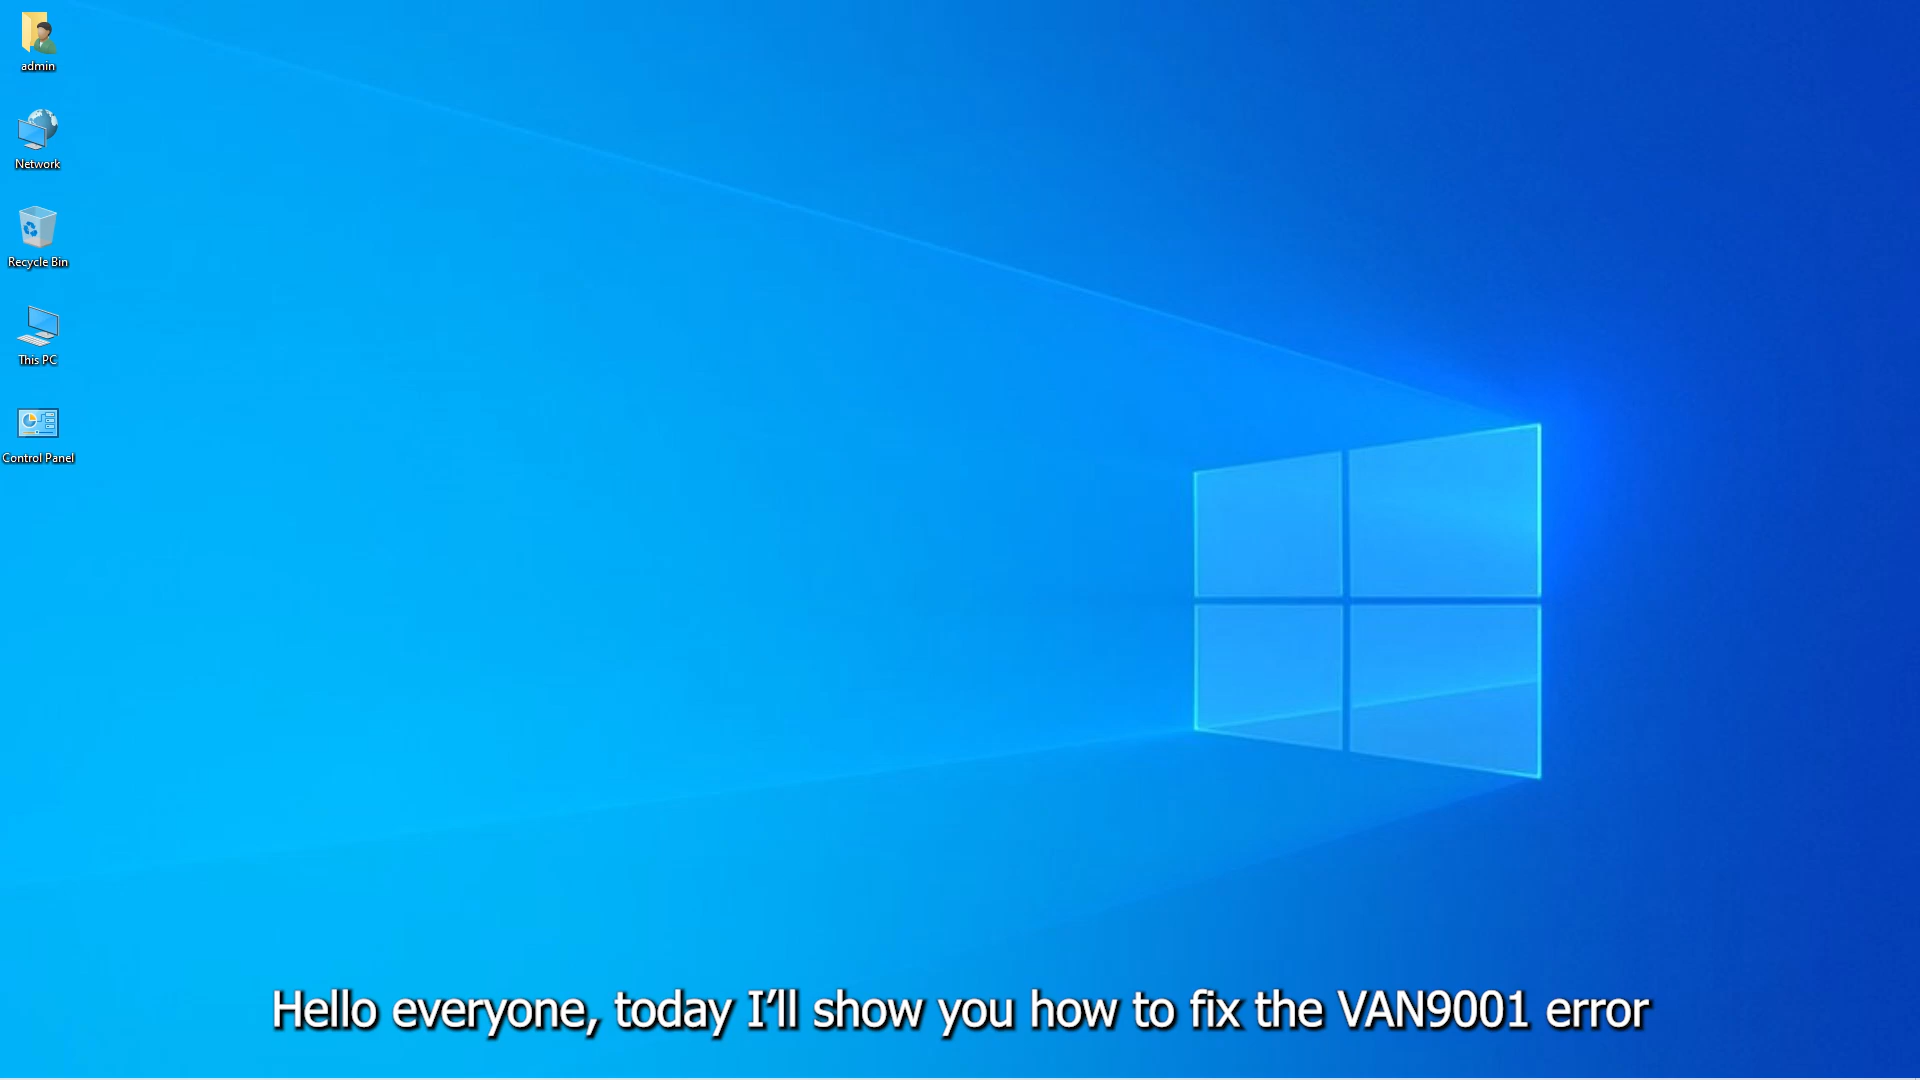 admin
Network
Recycle Bin
This PC
Control Panel
Hello everyone, today I’ll show you how to fix the VAN9001 error